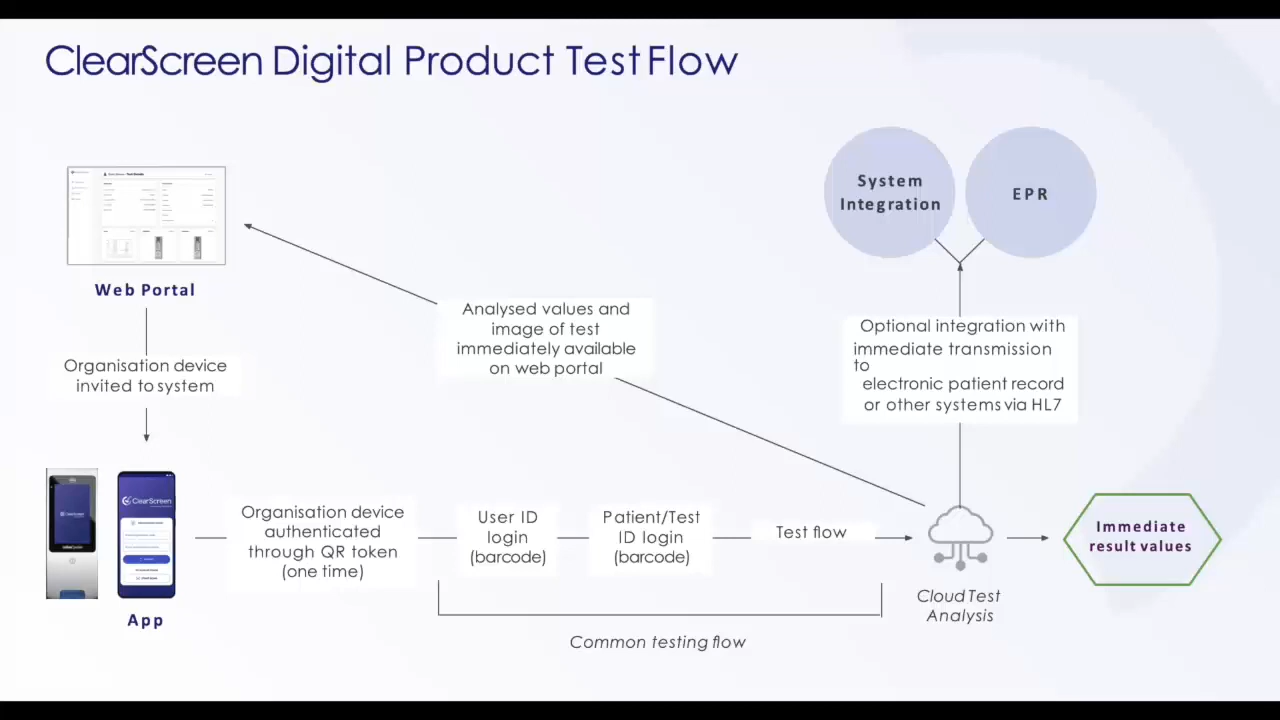 ClearScreen Digital Product Test Flow
System
Integration
EPR
Web Portal
Analysed values and
image of test
immediately available
on web portal
Optional integration with
immediate transmission
to
electronic patient record
or other systems via HL7
Organisation device
invited to system
ClearScreen
Organisation device
authenticated
through QR token
(one time)
User ID
login
(barcode)
Patient/Test
ID login
(barcode)
Test flow
Immediate
result values
Cloud Test
Analysis
App
Common testing flow